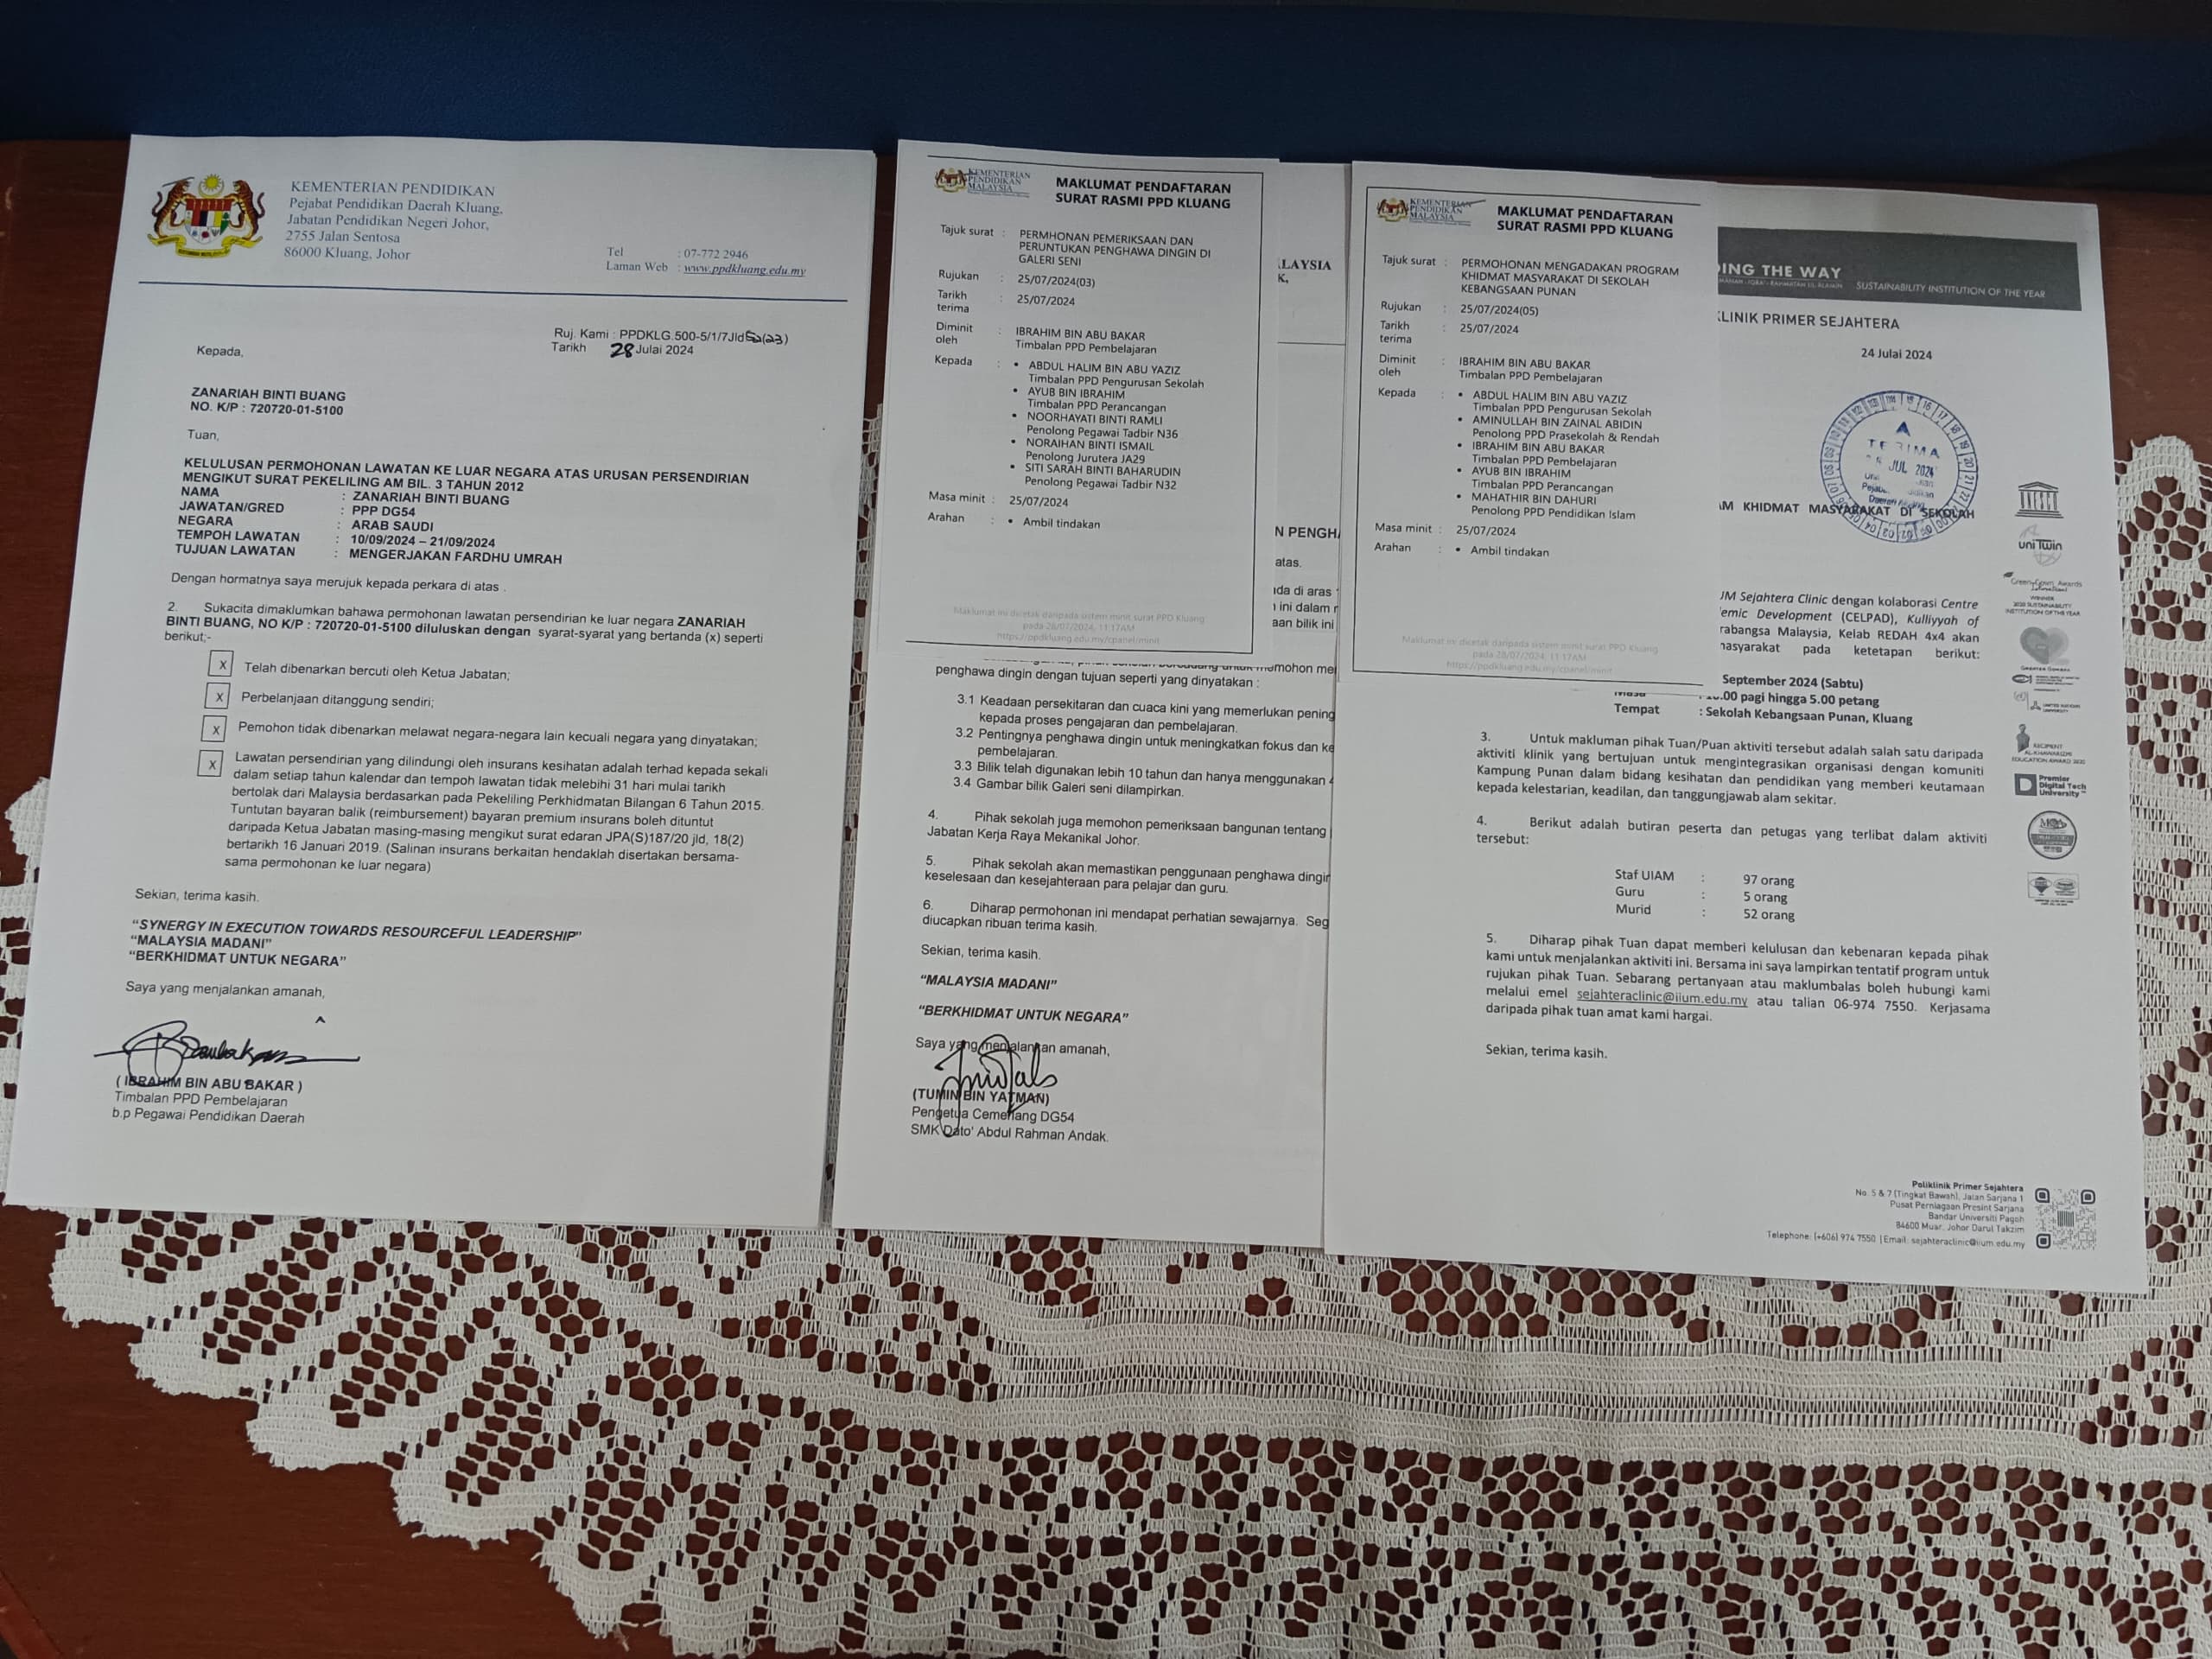 KEMENTERIAN PENDIDIKAN
Pejabat Pendidikan Daerah Kluang,
Jabatan Pendidikan Negeri Johor,
2755 Jalan Sentosa
86000 Kluang, Johor
Tel : 07-772 2946
Laman Web : www.ppdkluang.edu.my
Ruj. Kami : PPDKLG.500-5/1/7Jld
Tarikh 28 Julai 2024
Kepada,
ZANARIAH BINTI BUANG
NO. K/P : 720720-01-5100
Tuan,
KELULUSAN PERMOHONAN LAWATAN KE LUAR NEGARA ATAS URUSAN PERSENDIRIAN
MENGIKUT SURAT PEKELILING AM BIL. 3 TAHUN 2012
NAMA : ZANARIAH BINTI BUANG
JAWATAN/GRED : PPP DG54
NEGARA : ARAB SAUDI
TEMPOH LAWATAN : 10/09/2024 – 21/09/2024
TUJUAN LAWATAN : MENGERJAKAN FARDHU UMRAH
Dengan hormatnya saya merujuk kepada perkara di atas .
2. Sukacita dimaklumkan bahawa permohonan lawatan persendirian ke luar negara ZANARIAH
BINTI BUANG, NO K/P : 720720-01-5100 diluluskan dengan syarat-syarat yang bertanda (x) seperti
berikut;-
x Telah dibenarkan bercuti oleh Ketua Jabatan;
x Perbelanjaan ditanggung sendiri;
x Pemohon tidak dibenarkan melawat negara-negara lain kecuali negara yang dinyatakan;
x Lawatan persendirian yang dilindungi oleh insurans kesihatan adalah terhad kepada sekali
dalam setiap tahun kalendar dan tempoh lawatan tidak melebihi 31 hari mulai tarikh
bertolak dari Malaysia berdasarkan pada Pekeliling Perkhidmatan Bilangan 6 Tahun 2015.
Tuntutan bayaran balik (reimbursement) bayaran premium insurans boleh dituntut
daripada Ketua Jabatan masing-masing mengikut surat edaran JPA(S)187/20 jld, 18(2)
bertarikh 16 Januari 2019. (Salinan insurans berkaitan hendaklah disertakan bersama-
sama permohonan ke luar negara)
Sekian, terima kasih.
"SYNERGY IN EXECUTION TOWARDS RESOURCEFUL LEADERSHIP"
"MALAYSIA MADANI"
"BERKHIDMAT UNTUK NEGARA"
Saya yang menjalankan amanah,
( IBRAHIM BIN ABU BAKAR )
Timbalan PPD Pembelajaran
b.p Pegawai Pendidikan Daerah
KEMENTERIAN
PENDIDIKAN
MALAYSIA
MAKLUMAT PENDAFTARAN
SURAT RASMI PPD KLUANG
Tajuk surat : PERMHONAN PEMERIKSAAN DAN
PERUNTUKAN PENGHAWA DINGIN DI
GALERI SENI
Rujukan : 25/07/2024(03)
Tarikh
terima : 25/07/2024
Diminit
oleh : IBRAHIM BIN ABU BAKAR
Timbalan PPD Pembelajaran
Kepada : • ABDUL HALIM BIN ABU YAZIZ
Timbalan PPD Pengurusan Sekolah
• AYUB BIN IBRAHIM
Timbalan PPD Perancangan
• NOORHAYATI BINTI RAMLI
Penolong Pegawai Tadbir N36
• NORAIHAN BINTI ISMAIL
Penolong Jurutera JA29
• SITI SARAH BINTI BAHARUDIN
Penolong Pegawai Tadbir N32
Masa minit : 25/07/2024
Arahan : • Ambil tindakan
Maklumat ini dicetak daripada sistem minit surat PPD Kluang
pada 28/07/2024, 11:17AM
https://ppdkluang.edu.my/cpanel/minit
LAYSIA
K,
N PENGH
atas.
da di aras
ini dalam
aan bilik ini
memohon
penghawa dingin dengan tujuan seperti yang dinyatakan :
3.1 Keadaan persekitaran dan cuaca kini yang memerlukan pening
kepada proses pengajaran dan pembelajaran.
3.2 Pentingnya penghawa dingin untuk meningkatkan fokus dan ke
pembelajaran.
3.3 Bilik telah digunakan lebih 10 tahun dan hanya menggunakan
3.4 Gambar bilik Galeri seni dilampirkan.
4. Pihak sekolah juga memohon pemeriksaan bangunan tentang
Jabatan Kerja Raya Mekanikal Johor.
5. Pihak sekolah akan memastikan penggunaan penghawa dingin
keselesaan dan kesejahteraan para pelajar dan guru.
6. Diharap permohonan ini mendapat perhatian sewajarnya. Seg
diucapkan ribuan terima kasih.
Sekian, terima kasih.
"MALAYSIA MADANI"
"BERKHIDMAT UNTUK NEGARA"
Saya yang menjalankan amanah,
(TUMIN BIN YATMAN)
Pengetua Cemerlang DG54
SMK Dato' Abdul Rahman Andak.
KEMENTERIAN
PENDIDIKAN
MALAYSIA
MAKLUMAT PENDAFTARAN
SURAT RASMI PPD KLUANG
Tajuk surat : PERMOHONAN MENGADAKAN PROGRAM
KHIDMAT MASYARAKAT DI SEKOLAH
KEBANGSAAN PUNAN
Rujukan : 25/07/2024(05)
Tarikh
terima : 25/07/2024
Diminit
oleh : IBRAHIM BIN ABU BAKAR
Timbalan PPD Pembelajaran
Kepada : • ABDUL HALIM BIN ABU YAZIZ
Timbalan PPD Pengurusan Sekolah
• AMINULLAH BIN ZAINAL ABIDIN
Penolong PPD Prasekolah & Rendah
• IBRAHIM BIN ABU BAKAR
Timbalan PPD Pembelajaran
• AYUB BIN IBRAHIM
Timbalan PPD Perancangan
• MAHATHIR BIN DAHURI
Penolong PPD Pendidikan Islam
Masa minit : 25/07/2024
Arahan : • Ambil tindakan
Maklumat ini dicetak daripada sistem minit surat PPD Kluang
pada 28/07/2024, 11:17AM
https://ppdkluang.edu.my/cpanel/minit
ING THE WAY
SUSTAINABILITY INSTITUTION OF THE YEAR
KLINIK PRIMER SEJAHTERA
24 Julai 2024
TERIMA
JUL 2024
AM KHIDMAT MASYARAKAT DI SEKOLAH
UM Sejahtera Clinic dengan kolaborasi Centre
emic Development (CELPAD), Kulliyyah of
rabangsa Malaysia, Kelab REDAH 4x4 akan
masyarakat pada ketetapan berikut:
September 2024 (Sabtu)
.00 pagi hingga 5.00 petang
Tempat : Sekolah Kebangsaan Punan, Kluang
3. Untuk makluman pihak Tuan/Puan aktiviti tersebut adalah salah satu daripada
aktiviti klinik yang bertujuan untuk mengintegrasikan organisasi dengan komuniti
Kampung Punan dalam bidang kesihatan dan pendidikan yang memberi keutamaan
kepada kelestarian, keadilan, dan tanggungjawab alam sekitar.
4. Berikut adalah butiran peserta dan petugas yang terlibat dalam aktiviti
tersebut:
Staf UIAM : 97 orang
Guru : 5 orang
Murid : 52 orang
5. Diharap pihak Tuan dapat memberi kelulusan dan kebenaran kepada pihak
kami untuk menjalankan aktiviti ini. Bersama ini saya lampirkan tentatif program untuk
rujukan pihak Tuan. Sebarang pertanyaan atau maklumbalas boleh hubungi kami
melalui emel sejahteraclinic@iium.edu.my atau talian 06-974 7550. Kerjasama
daripada pihak tuan amat kami hargai.
Sekian, terima kasih.
uniTwin
Premier
Digital Tech
University
Poliklinik Primer Sejahtera
No. 5 & 7 (Tingkat Bawah), Jalan Sarjana 1
Pusat Perniagaan Presint Sarjana
Bandar Universiti Pagoh
84600 Muar, Johor Darul Takzim
Telephone: (+606) 974 7550 | Email: sejahteraclinic@iium.edu.my